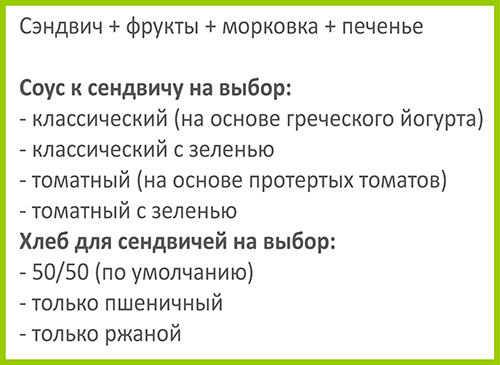 Сэндвич + фрукты + морковка + печенье
Соус к сендвичу на выбор:
- классический (на основе греческого йогурта)
- классический с зеленью
- томатный (на основе протертых томатов)
- томатный с зеленью
Хлеб для сендвичей на выбор:
- 50/50 (по умолчанию)
- только пшеничный
- только ржаной